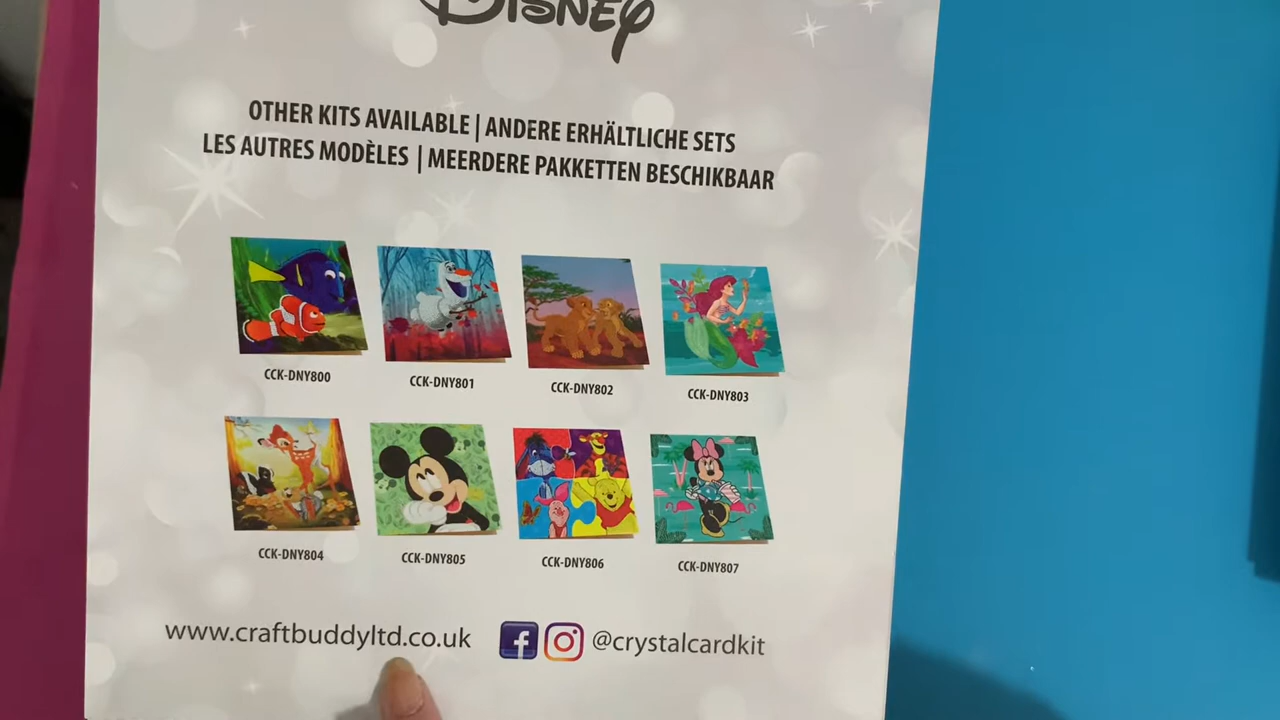 DISNEY
OTHER KITS AVAILABLE | ANDERE ERHÄLTLICHE SETS
LES AUTRES MODÈLES | MEERDERE PAKKETTEN BESCHIKBAAR
CCK-DNY800
CCK-DNY801
CCK-DNY802
CCK-DNY803
CCK-DNY804
CCK-DNY805
CCK-DNY806
CCK-DNY807
www.craftbuddyltd.co.uk
@crystalcardkit